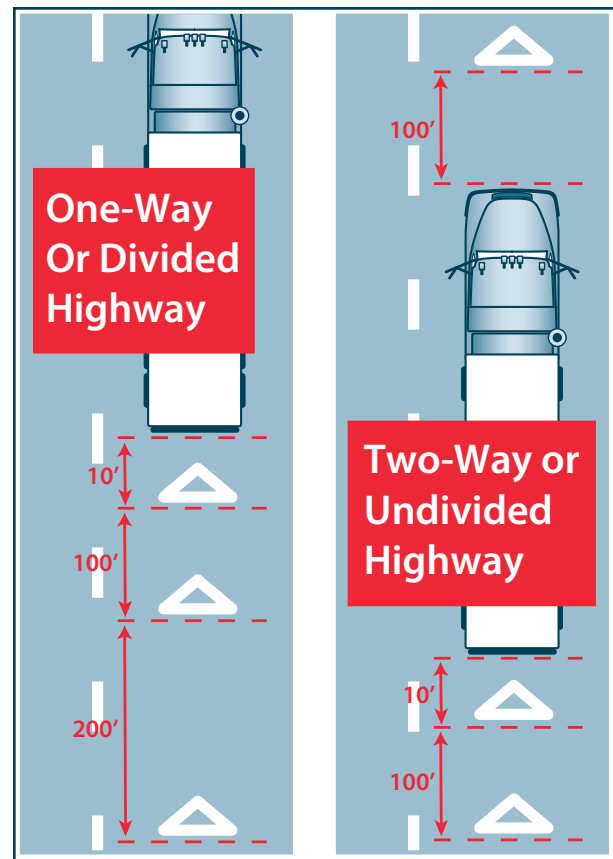 One-Way
Or Divided
Highway
10’
100’
200’
100’
Two-Way or
Undivided
Highway
10’
100’